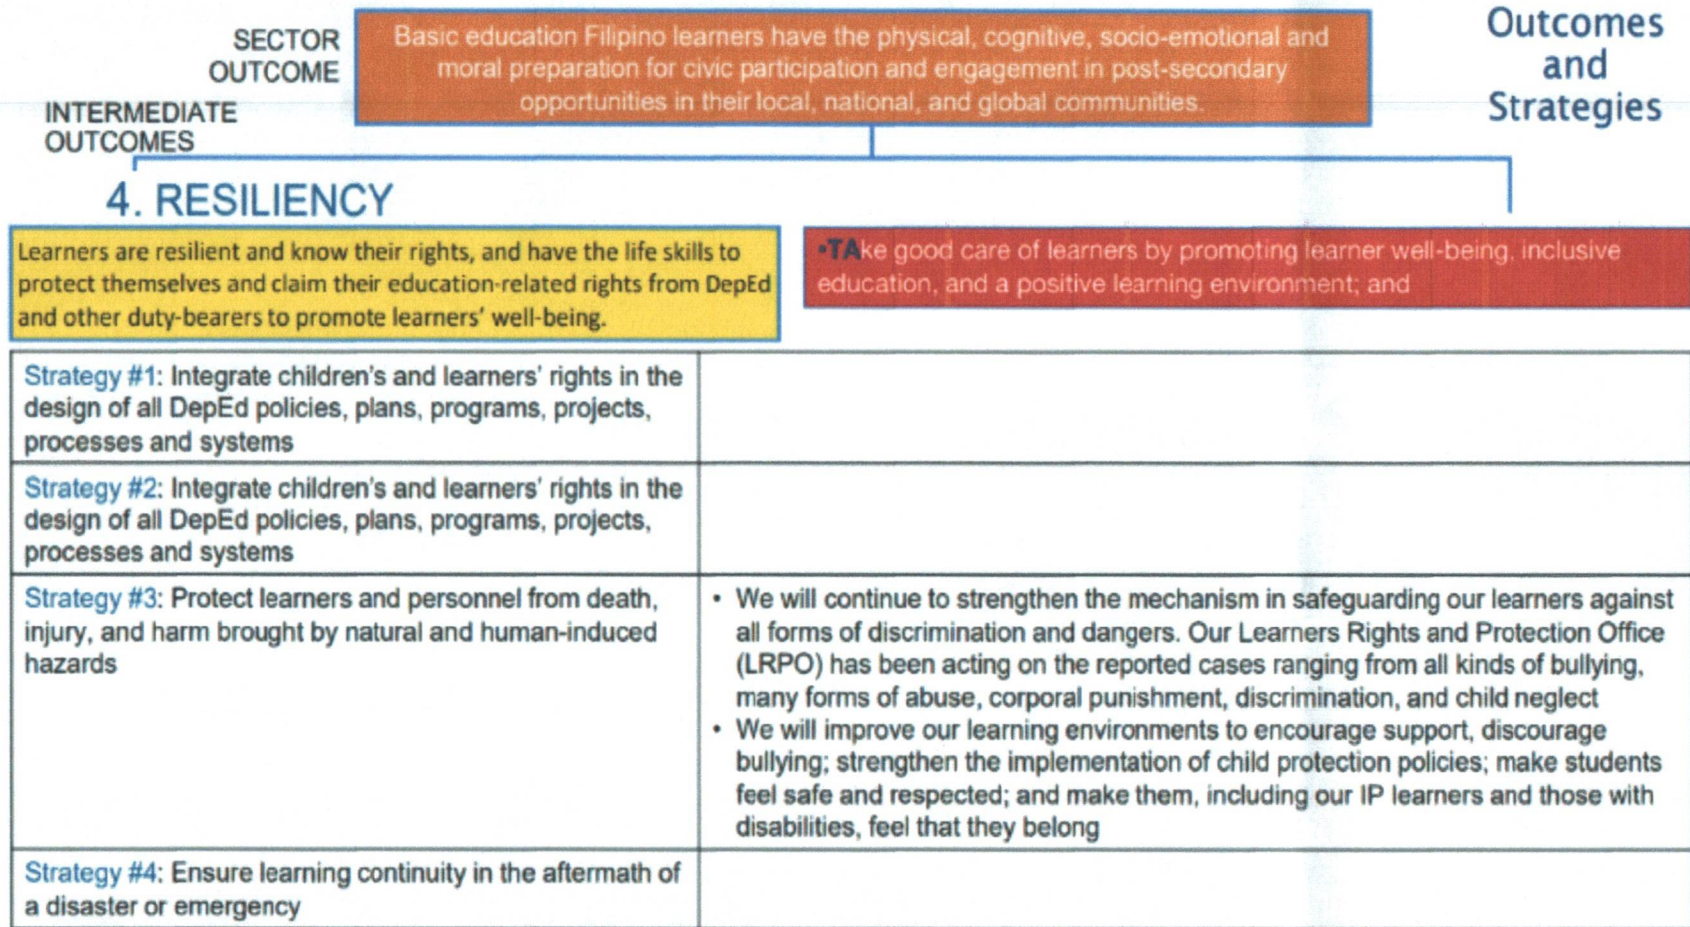 SECTOR
OUTCOME
Basic education Filipino learners have the physical, cognitive, socio-emotional and
moral preparation for civic participation and engagement in post-secondary
opportunities in their local, national, and global communities.
Outcomes
and
Strategies
INTERMEDIATE
OUTCOMES
4. RESILIENCY
Learners are resilient and know their rights, and have the life skills to
protect themselves and claim their education-related rights from DepEd
and other duty-bearers to promote learners' well-being.
•TAke good care of learners by promoting learner well-being, inclusive
education, and a positive learning environment; and
Strategy #1: Integrate children's and learners' rights in the
design of all DepEd policies, plans, programs, projects,
processes and systems
Strategy #2: Integrate children's and learners' rights in the
design of all DepEd policies, plans, programs, projects,
processes and systems
Strategy #3: Protect learners and personnel from death,
injury, and harm brought by natural and human-induced
hazards
• We will continue to strengthen the mechanism in safeguarding our learners against
all forms of discrimination and dangers. Our Learners Rights and Protection Office
(LRPO) has been acting on the reported cases ranging from all kinds of bullying,
many forms of abuse, corporal punishment, discrimination, and child neglect
• We will improve our learning environments to encourage support, discourage
bullying; strengthen the implementation of child protection policies; make students
feel safe and respected; and make them, including our IP learners and those with
disabilities, feel that they belong
Strategy #4: Ensure learning continuity in the aftermath of
a disaster or emergency